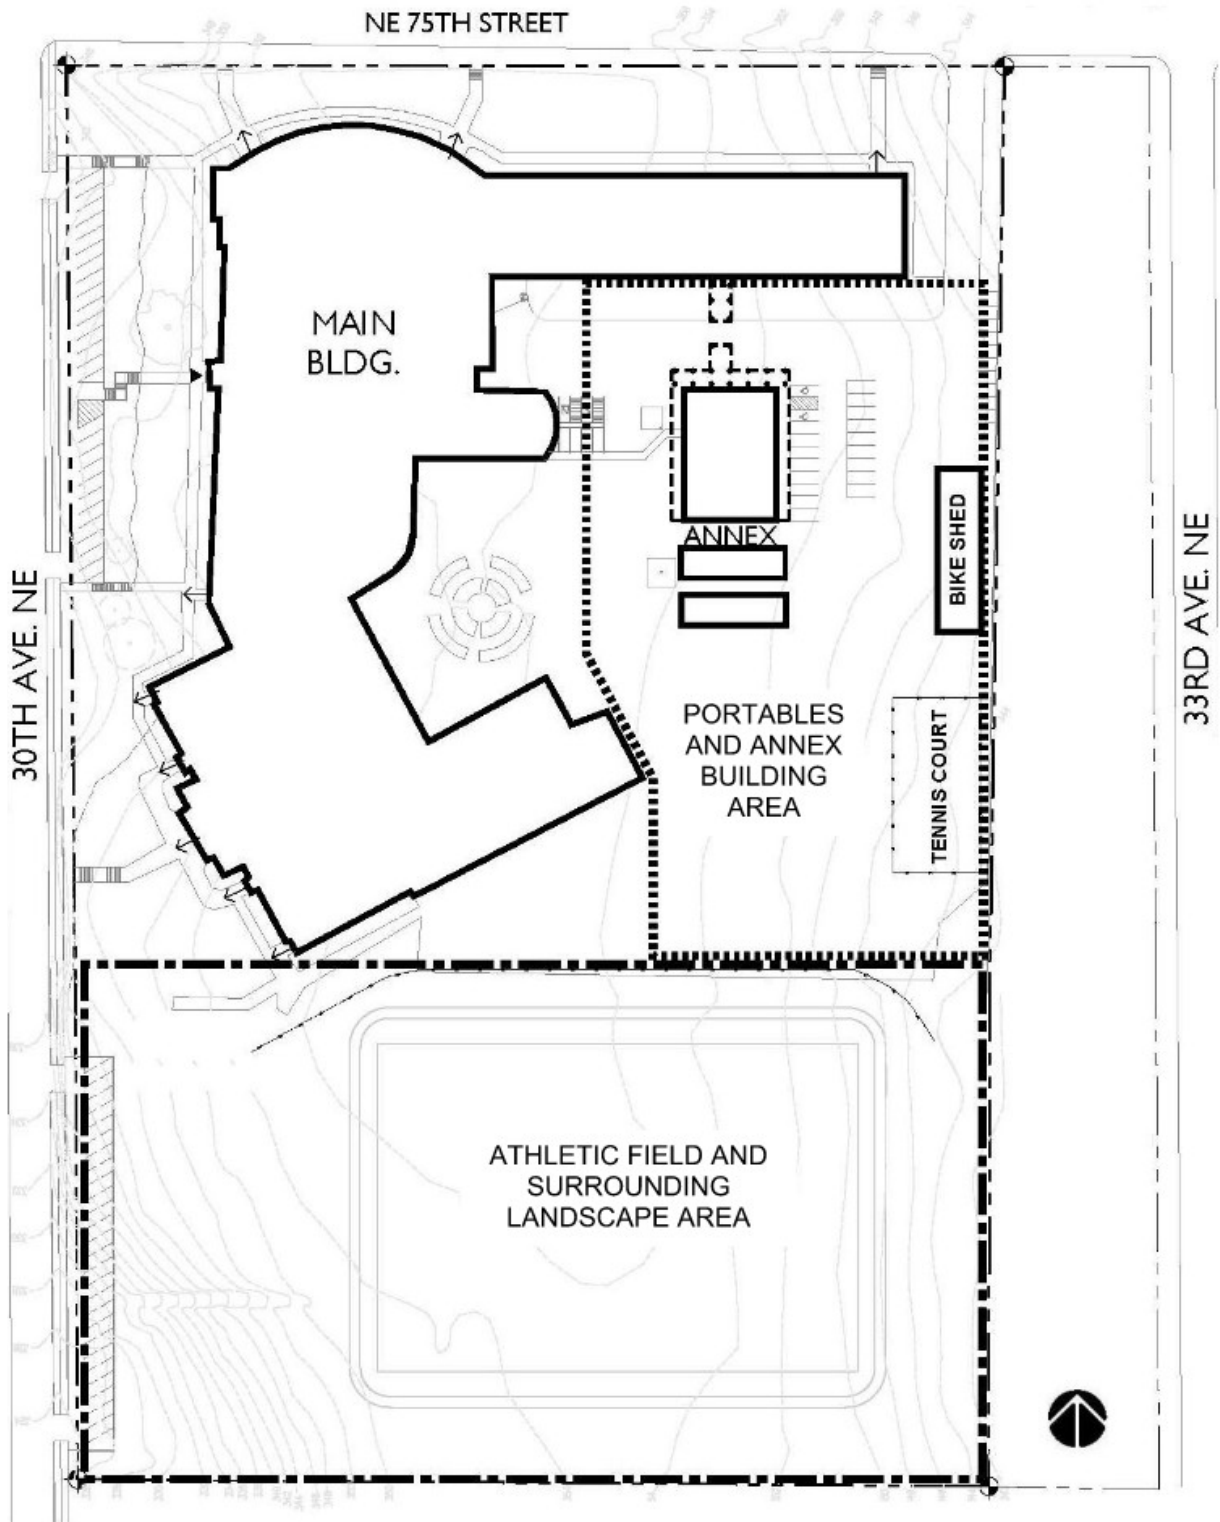 NE 75TH STREET
MAIN
BLDG.
ANNEX
BIKE SHED
30TH AVE. NE
33RD AVE. NE
PORTABLES
AND ANNEX
BUILDING
AREA
TENNIS COURT
ATHLETIC FIELD AND
SURROUNDING
LANDSCAPE AREA